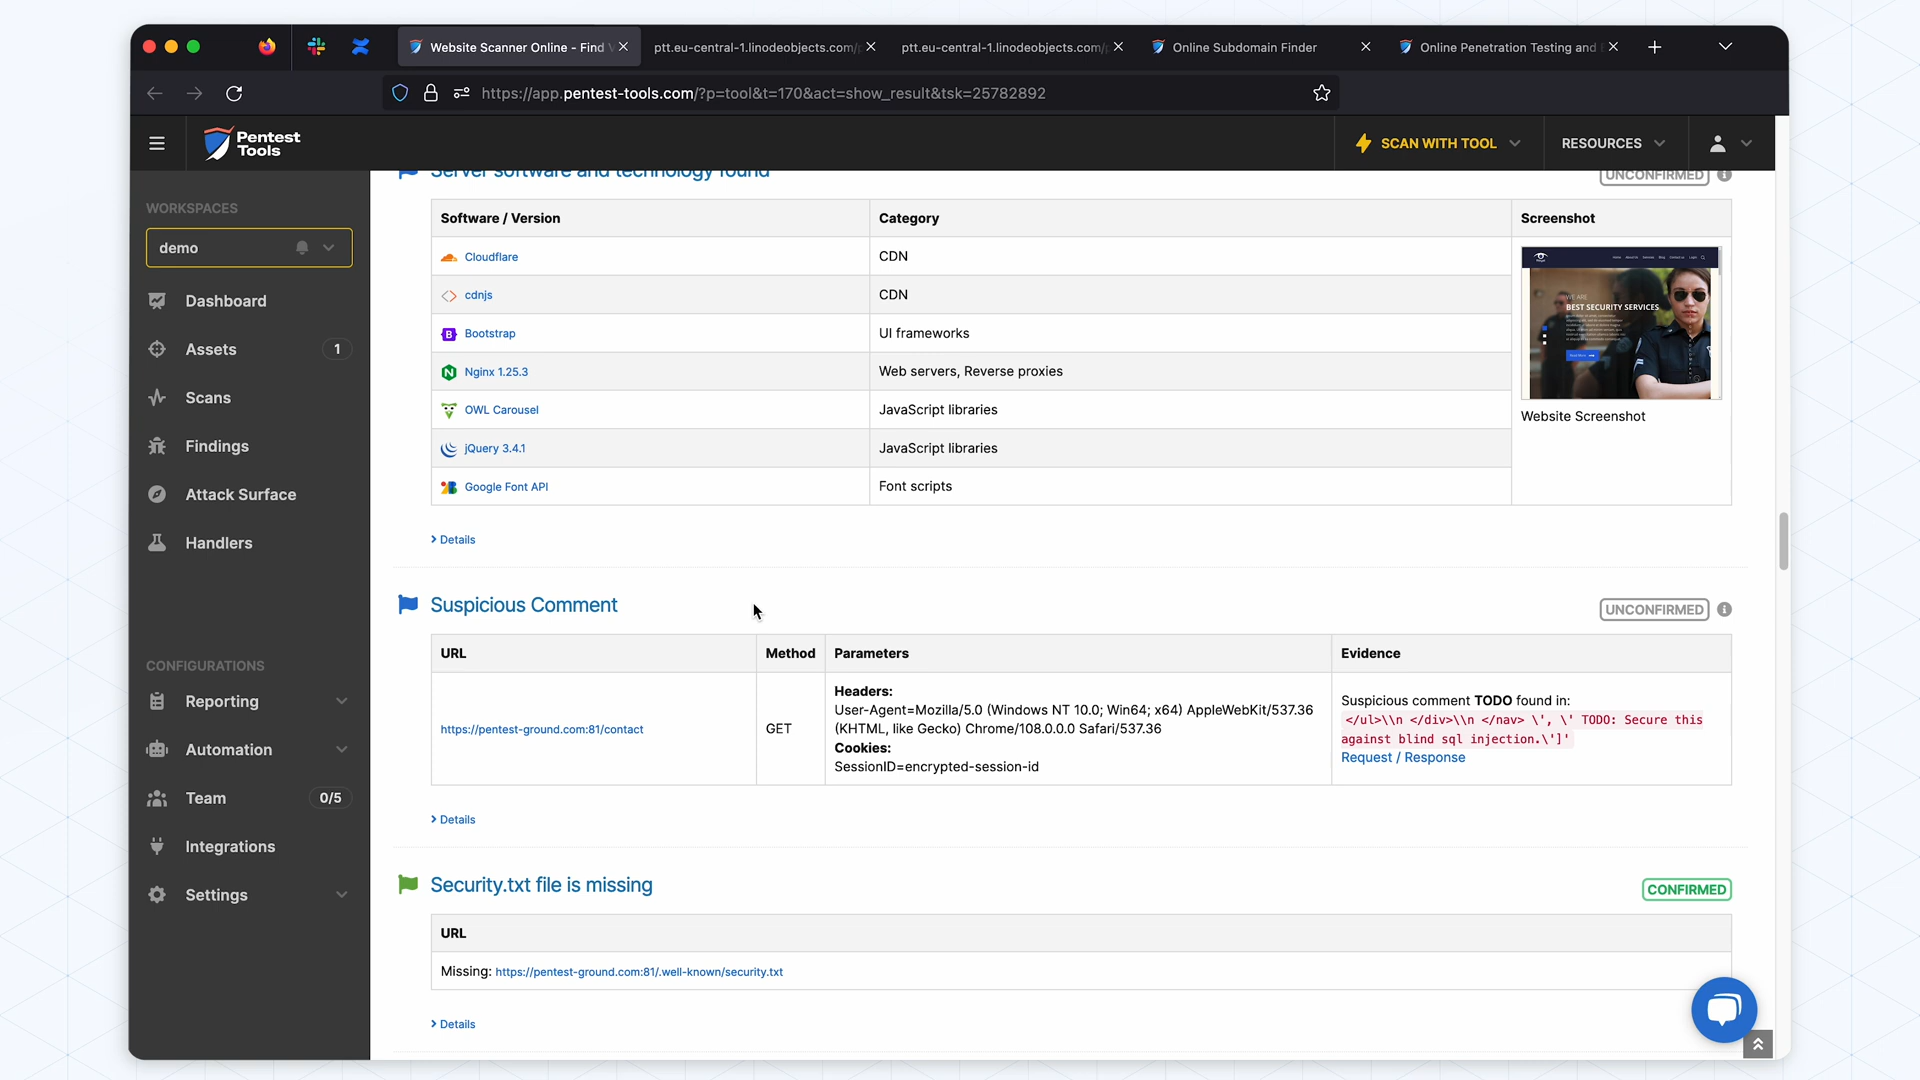 Website Scanner Online - Find V
ptt.eu-central-1.linodeobjects.com/
ptt.eu-central-1.linodeobjects.com/
Online Subdomain Finder
Online Penetration Testing and
https://app.pentest-tools.com/?p=tool&t=170&act=show_result&tsk=25782892
Pentest
Tools
SCAN WITH TOOL
RESOURCES
WORKSPACES
demo
Dashboard
Assets
1
Scans
Findings
Attack Surface
Handlers
CONFIGURATIONS
Reporting
Automation
Team
0/5
Integrations
Settings
Server software and technology found
UNCONFIRMED
Software / Version
Category
Screenshot
Cloudflare
CDN
cdnjs
CDN
Bootstrap
UI frameworks
Nginx 1.25.3
Web servers, Reverse proxies
OWL Carousel
JavaScript libraries
jQuery 3.4.1
JavaScript libraries
Google Font API
Font scripts
WE ARE
BEST SECURITY SERVICES
Website Screenshot
Details
Suspicious Comment
UNCONFIRMED
URL
Method
Parameters
Evidence
https://pentest-ground.com:81/contact
GET
Headers:
User-Agent=Mozilla/5.0 (Windows NT 10.0; Win64; x64) AppleWebKit/537.36
(KHTML, like Gecko) Chrome/108.0.0.0 Safari/537.36
Cookies:
SessionID=encrypted-session-id
Suspicious comment TODO found in:
</ul>\\n </div>\\n </nav> \', \' TODO: Secure this
against blind sql injection.\']'
Request / Response
Details
Security.txt file is missing
CONFIRMED
URL
Missing: https://pentest-ground.com:81/.well-known/security.txt
Details